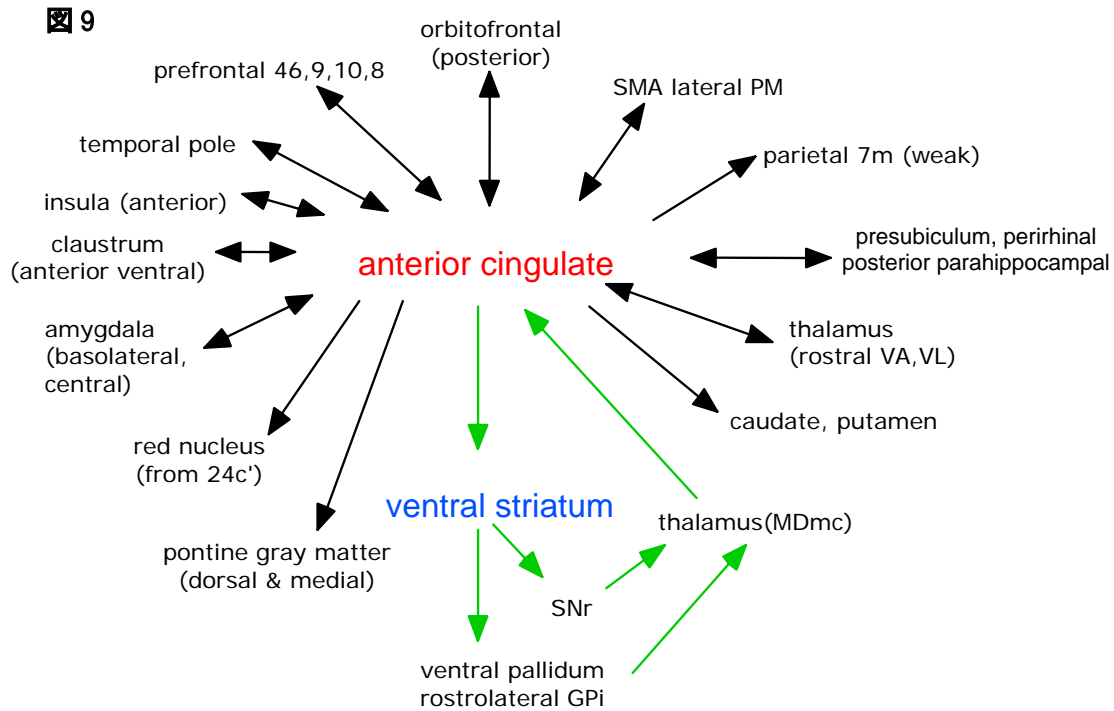 図9
orbitofrontal
(posterior)
prefrontal 46,9,10,8
SMA lateral PM
temporal pole
parietal 7m (weak)
insula (anterior)
claustrum
(anterior ventral)
anterior cingulate
presubiculum, perirhinal
posterior parahippocampal
amygdala
(basolateral,
central)
thalamus
(rostral VA,VL)
caudate, putamen
red nucleus
(from 24c')
ventral striatum
thalamus(MDmc)
pontine gray matter
(dorsal & medial)
SNr
ventral pallidum
rostrolateral GPi